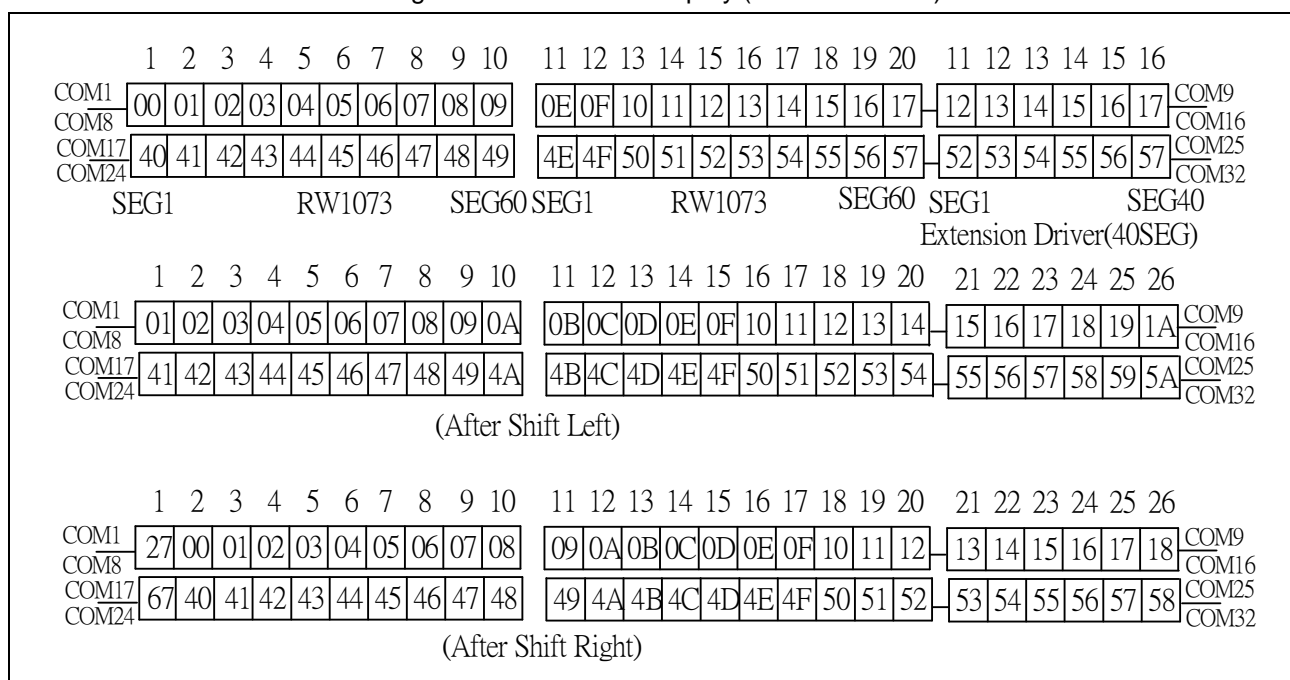 1 2 3 4 5 6 7 8 9 10 11 12 13 14 15 16 17 18 19 20 11 12 13 14 15 16
COM1 00 01 02 03 04 05 06 07 08 09 0E 0F 10 11 12 13 14 15 16 17 12 13 14 15 16 17 COM9
COM8 COM16
COM17 40 41 42 43 44 45 46 47 48 49 4E 4F 50 51 52 53 54 55 56 57 52 53 54 55 56 57 COM25
COM24 COM32
SEG1 RW1073 SEG60 SEG1 RW1073 SEG60 SEG1 SEG40
Extension Driver(40SEG)
1 2 3 4 5 6 7 8 9 10 11 12 13 14 15 16 17 18 19 20 21 22 23 24 25 26
COM1 01 02 03 04 05 06 07 08 09 0A 0B 0C 0D 0E 0F 10 11 12 13 14 15 16 17 18 19 1A COM9
COM8 COM16
COM17 41 42 43 44 45 46 47 48 49 4A 4B 4C 4D 4E 4F 50 51 52 53 54 55 56 57 58 59 5A COM25
COM24 COM32
(After Shift Left)
1 2 3 4 5 6 7 8 9 10 11 12 13 14 15 16 17 18 19 20 21 22 23 24 25 26
COM1 27 00 01 02 03 04 05 06 07 08 09 0A 0B 0C 0D 0E 0F 10 11 12 13 14 15 16 17 18 COM9
COM8 COM16
COM17 67 40 41 42 43 44 45 46 47 48 49 4A 4B 4C 4D 4E 4F 50 51 52 53 54 55 56 57 58 COM25
COM24 COM32
(After Shift Right)